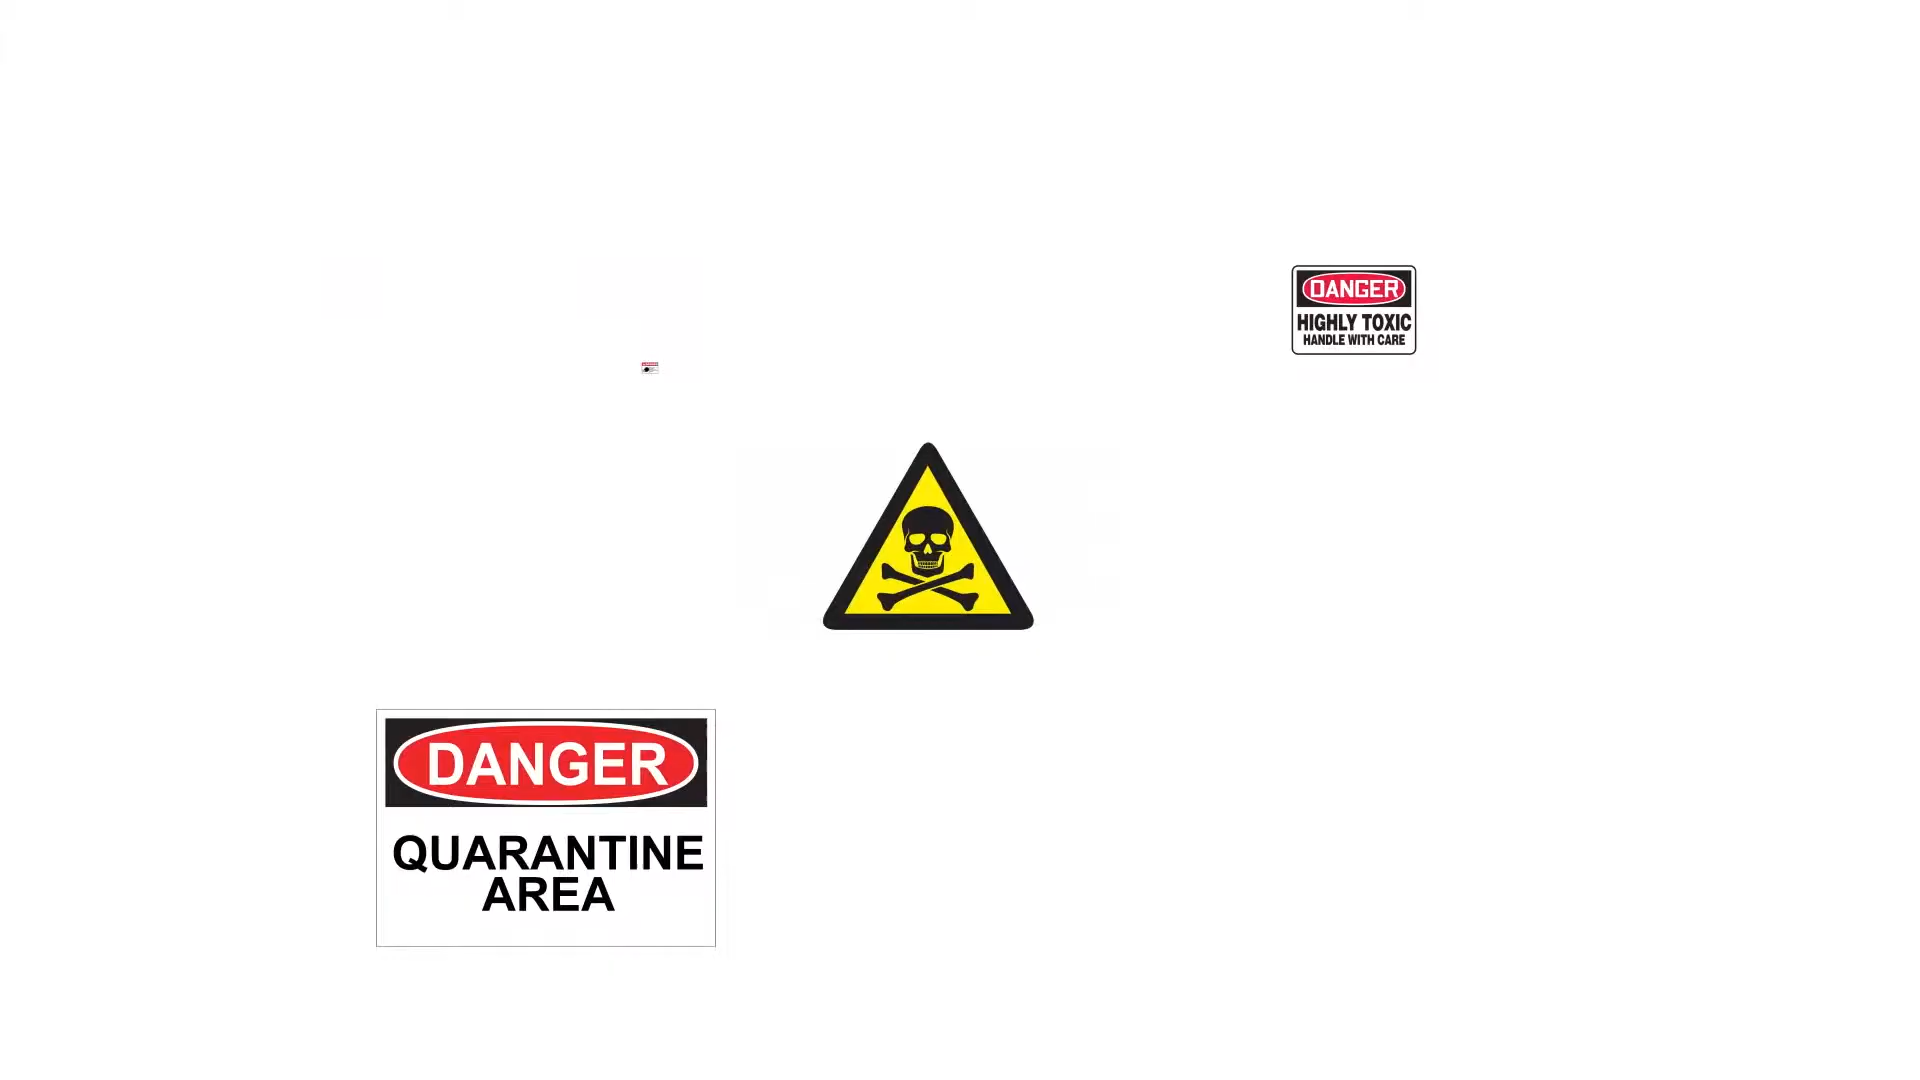 DANGER
HIGHLY TOXIC
HANDLE WITH CARE
DANGER
QUARANTINE
AREA